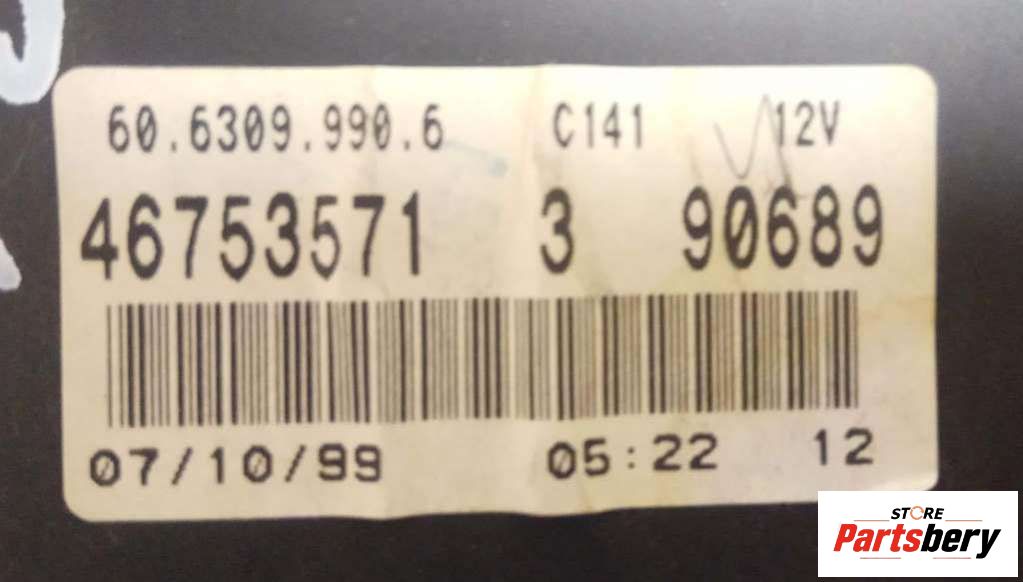 60.6309.990.6 C141 12V
46753571 3 90689
07/10/99 05:22 12
STORE
Partsbery